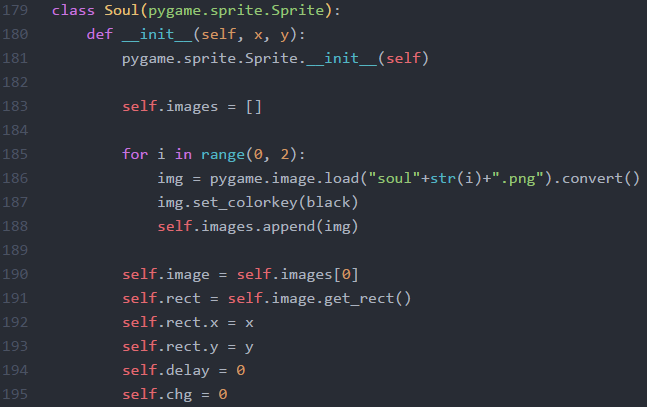 179 class Soul(pygame.sprite.Sprite):
180     def __init__(self, x, y):
181         pygame.sprite.Sprite.__init__(self)
182
183         self.images = []
184
185         for i in range(0, 2):
186             img = pygame.image.load("soul"+str(i)+".png").convert()
187             img.set_colorkey(black)
188             self.images.append(img)
189
190         self.image = self.images[0]
191         self.rect = self.image.get_rect()
192         self.rect.x = x
193         self.rect.y = y
194         self.delay = 0
195         self.chg = 0